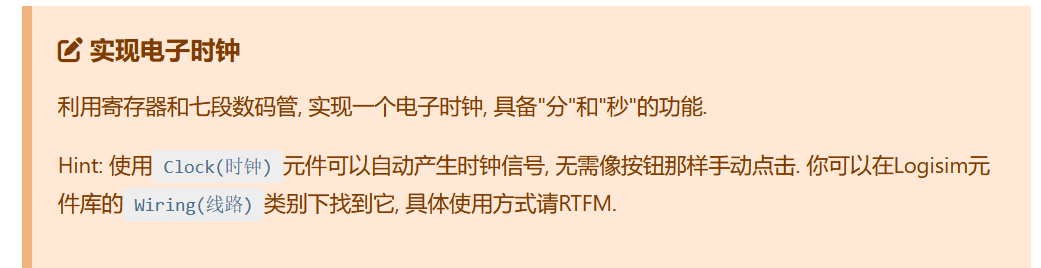 实现电子时钟
利用寄存器和七段数码管, 实现一个电子时钟, 具备"分"和"秒"的功能.
Hint: 使用 Clock(时钟) 元件可以自动产生时钟信号, 无需像按钮那样手动点击. 你可以在Logisim元
件库的 Wiring(线路) 类别下找到它, 具体使用方式请RTFM.